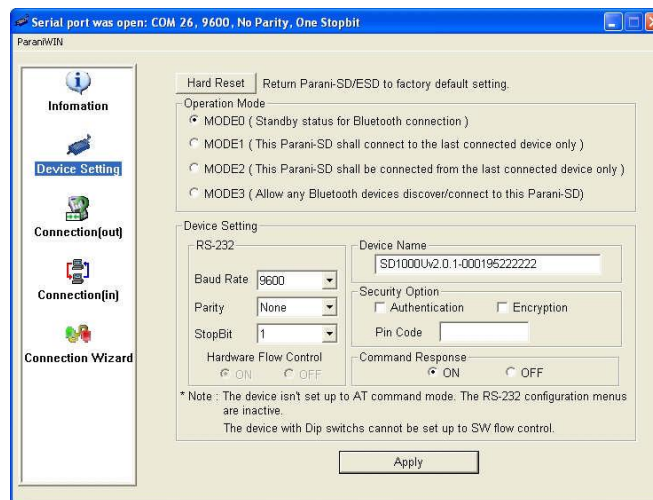 Serial port was open: COM 26, 9600, No Parity, One Stopbit
ParaniWIN
Infomation
Device Setting
Connection(out)
Connection(in)
Connection Wizard
Hard Reset Return Parani-SD/ESD to factory default setting.
Operation Mode
MODE0 ( Standby status for Bluetooth connection )
MODE1 ( This Parani-SD shall connect to the last connected device only )
MODE2 ( This Parani-SD shall be connected from the last connected device only )
MODE3 ( Allow any Bluetooth devices discover/connect to this Parani-SD)
Device Setting
RS-232
Baud Rate 9600
Parity None
StopBit 1
Hardware Flow Control
ON OFF
Device Name
SD1000Uv2.0.1-000195222222
Security Option
Authentication Encryption
Pin Code
Command Response
ON OFF
* Note : The device isn't set up to AT command mode. The RS-232 configuration menus
are inactive.
The device with Dip switchs cannot be set up to SW flow control.
Apply